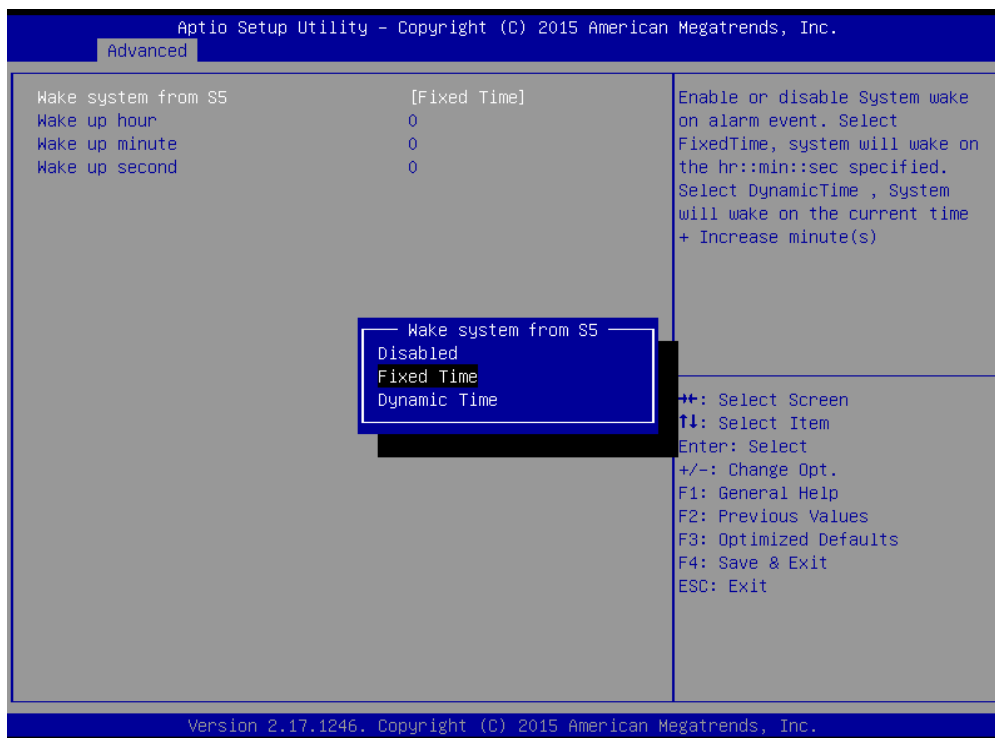 Aptio Setup Utility – Copyright (C) 2015 American Megatrends, Inc.
Advanced
Wake system from S5 [Fixed Time]
Wake up hour 0
Wake up minute 0
Wake up second 0
Enable or disable System wake
on alarm event. Select
FixedTime, system will wake on
the hr::min::sec specified.
Select DynamicTime , System
will wake on the current time
+ Increase minute(s)
Wake system from S5
Disabled
Fixed Time
Dynamic Time
→←: Select Screen
↑↓: Select Item
Enter: Select
+/-: Change Opt.
F1: General Help
F2: Previous Values
F3: Optimized Defaults
F4: Save & Exit
ESC: Exit
Version 2.17.1246. Copyright (C) 2015 American Megatrends, Inc.